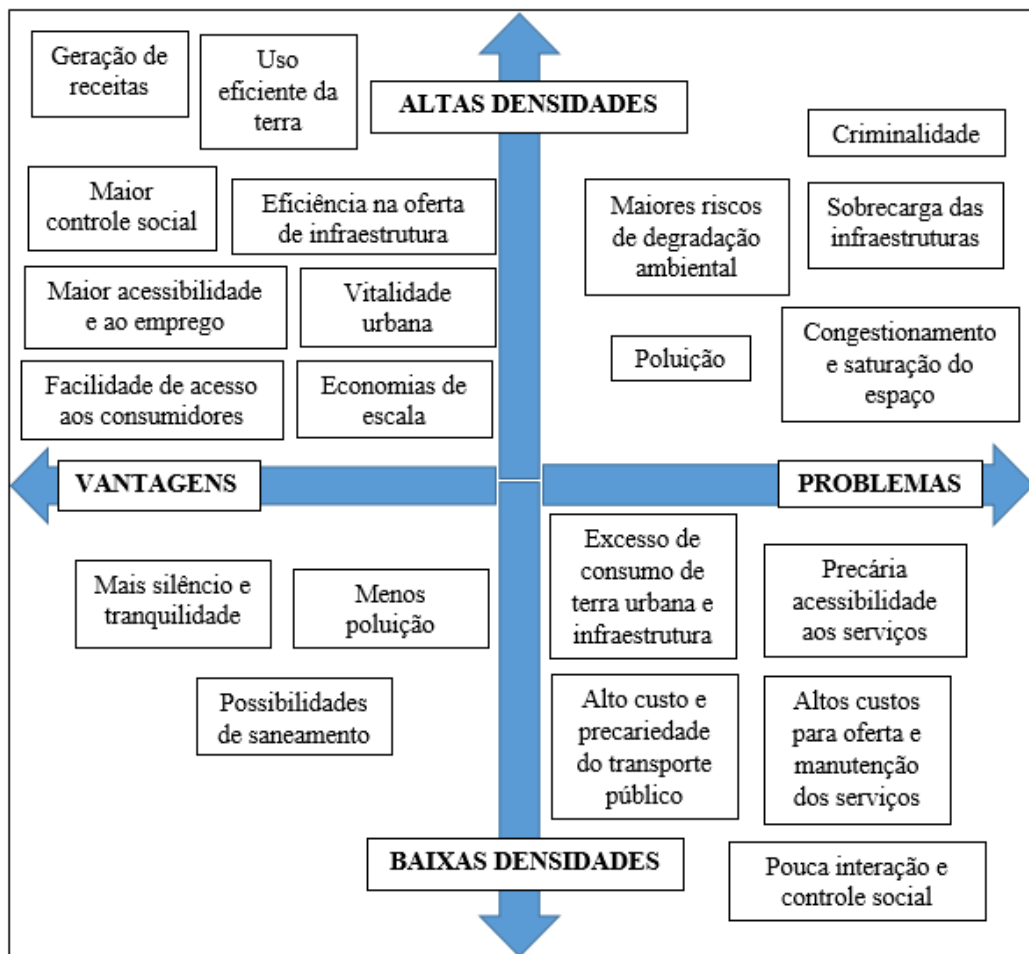 Geração de
receitas
Uso
eficiente da
terra
ALTAS DENSIDADES
Criminalidade
Maior
controle social
Eficiência na oferta
de infraestrutura
Maiores riscos
de degradação
ambiental
Sobrecarga das
infraestruturas
Maior acessibilidade
e ao emprego
Vitalidade
urbana
Poluição
Congestionamento
e saturação do
espaço
Facilidade de acesso
aos consumidores
Economias de
escala
VANTAGENS
PROBLEMAS
Mais silêncio e
tranquilidade
Menos
poluição
Excesso de
consumo de
terra urbana e
infraestrutura
Precária
acessibilidade
aos serviços
Possibilidades
de saneamento
Alto custo e
precariedade
do transporte
público
Altos custos
para oferta e
manutenção
dos serviços
BAIXAS DENSIDADES
Pouca interação e
controle social